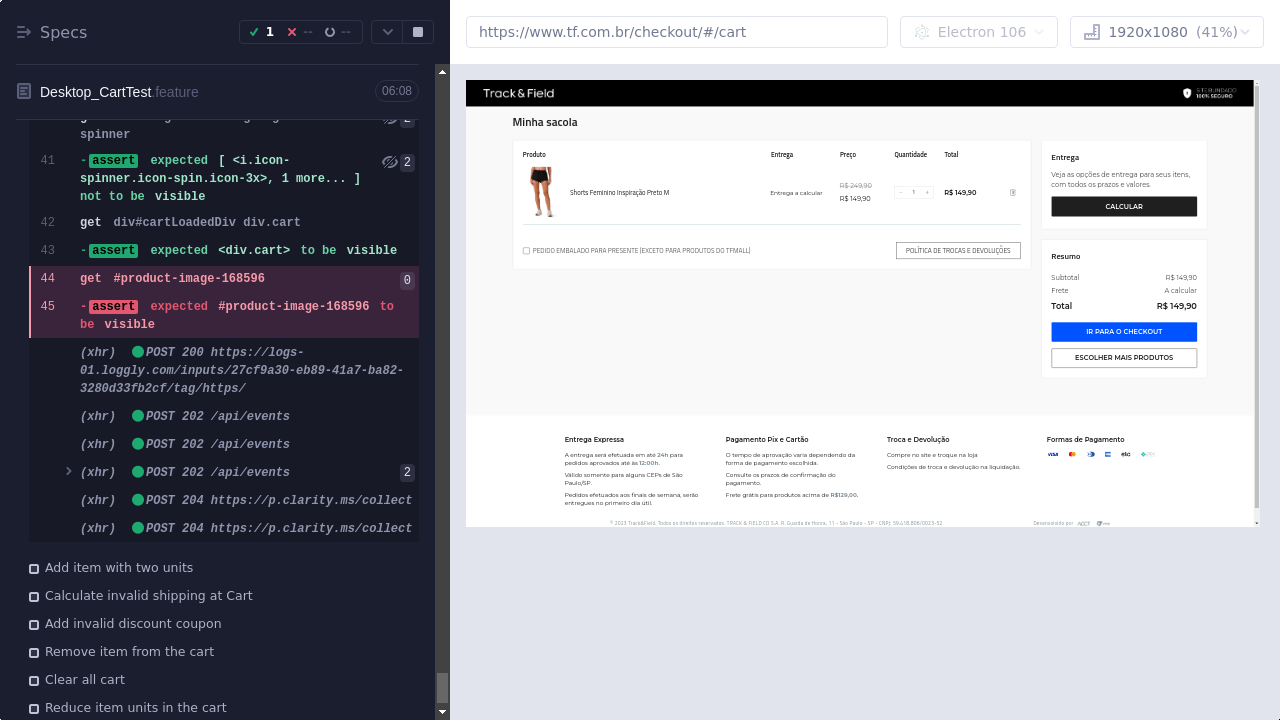 Specs
1
--
--
https://www.tf.com.br/checkout/#/cart
Electron 106
1920x1080 (41%)
Desktop_CartTest.feature
06:08
spinner
41 -assert expected [ <i.icon-
spinner.icon-spin.icon-3x>, 1 more... ]
not to be visible
2
42 get div#cartLoadedDiv div.cart
43 -assert expected <div.cart> to be visible
44 get #product-image-168596
0
45 -assert expected #product-image-168596 to
be visible
(xhr) POST 200 https://logs-
01.loggly.com/inputs/27cf9a30-eb89-41a7-ba82-
3280d33fb2cf/tag/https/
(xhr) POST 202 /api/events
(xhr) POST 202 /api/events
(xhr) POST 202 /api/events
2
(xhr) POST 204 https://p.clarity.ms/collect
(xhr) POST 204 https://p.clarity.ms/collect
Add item with two units
Calculate invalid shipping at Cart
Add invalid discount coupon
Remove item from the cart
Clear all cart
Reduce item units in the cart
Track&Field
SITE BLINDADO
100% SEGURO
Minha sacola
Produto Entrega Preço Quantidade Total
Shorts Feminino Inspiração Preto M
Entrega a calcular
R$ 249,90
R$ 149,90
- 1 +
R$ 149,90
PEDIDO EMBALADO PARA PRESENTE (EXCETO PARA PRODUTOS DO TFMALL)
POLÍTICA DE TROCAS E DEVOLUÇÕES
Entrega
Veja as opções de entrega para seus itens,
com todos os prazos e valores.
CALCULAR
Resumo
Subtotal R$ 149,90
Frete A calcular
Total R$ 149,90
IR PARA O CHECKOUT
ESCOLHER MAIS PRODUTOS
Entrega Expressa
A entrega será efetuada em até 24h para
pedidos aprovados até às 12:00h.
Válido somente para alguns CEPs de São
Paulo/SP.
Pedidos efetuados aos finais de semana, serão
entregues no primeiro dia útil.
Pagamento Pix e Cartão
O tempo de aprovação varia dependendo da
forma de pagamento escolhida.
Consulte os prazos de confirmação do
pagamento.
Frete grátis para produtos acima de R$129,00.
Troca e Devolução
Compre no site e troque na loja
Condições de troca e devolução na liquidação.
Formas de Pagamento
VISA
elo
© 2023 Track&Field. Todos os direitos reservados. TRACK & FIELD CO S.A. R. Guarda de Honra, 11 - São Paulo - SP - CNPJ: 59.418.806/0023-52
Desenvolvido por